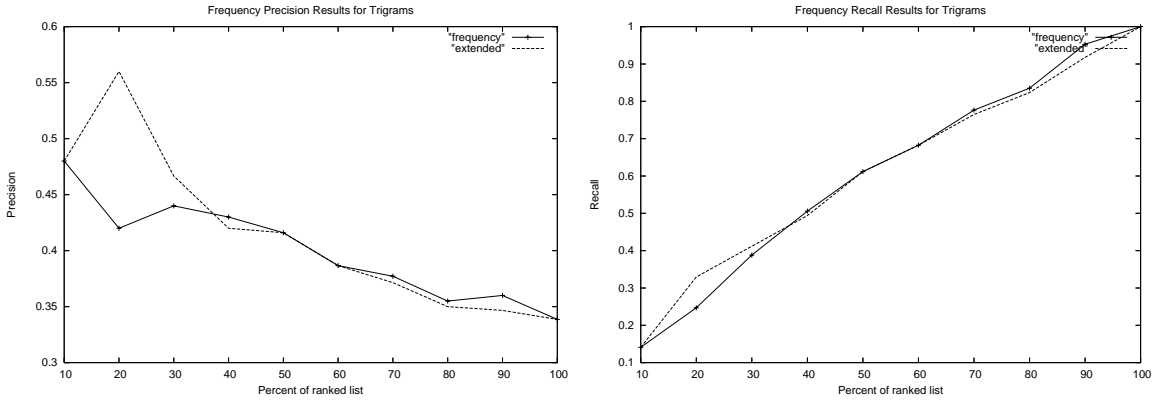 Frequency Precision Results for Trigrams
0.6
0.55
0.5
0.45
0.4
0.35
0.3
Precision
"frequency"
"extended"
10 20 30 40 50 60 70 80 90 100
Percent of ranked list
Frequency Recall Results for Trigrams
1
0.9
0.8
0.7
0.6
0.5
0.4
0.3
0.2
0.1
Recall
"frequency"
"extended"
10 20 30 40 50 60 70 80 90 100
Percent of ranked list